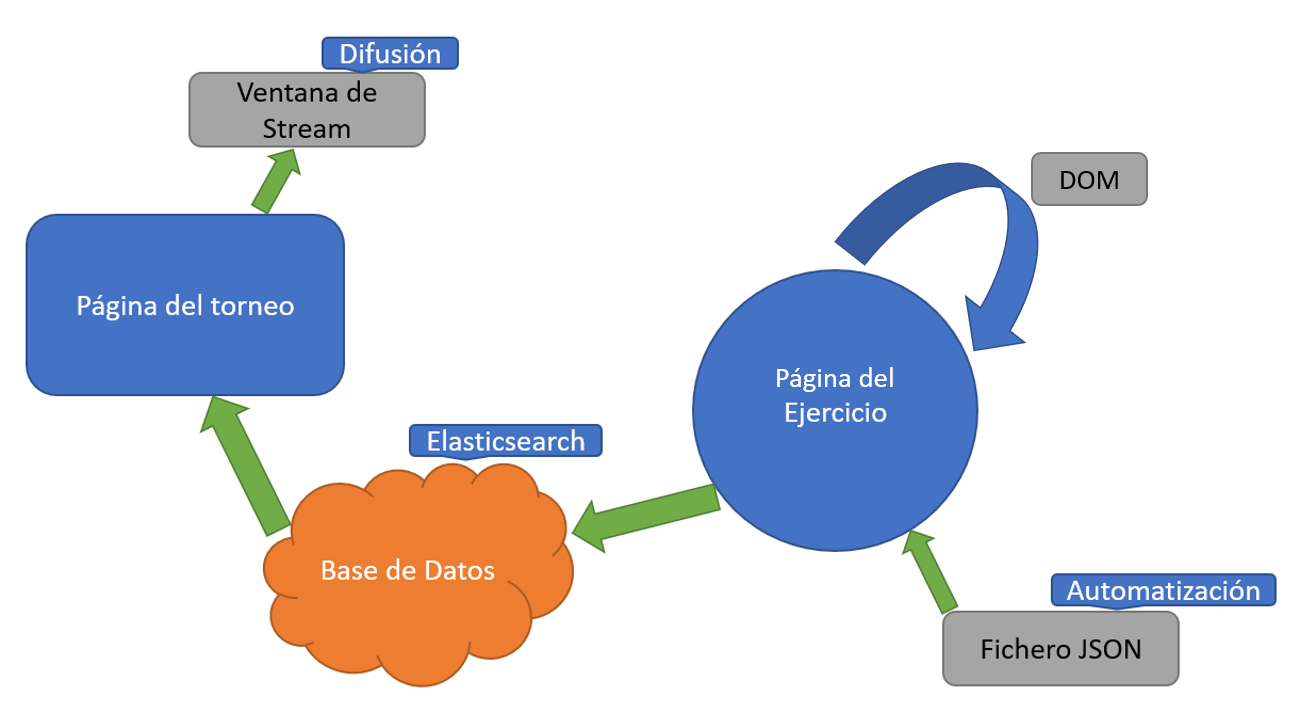 Difusión
Ventana de
Stream
DOM
Página del torneo
Página del
Ejercicio
Elasticsearch
Base de Datos
Automatización
Fichero JSON